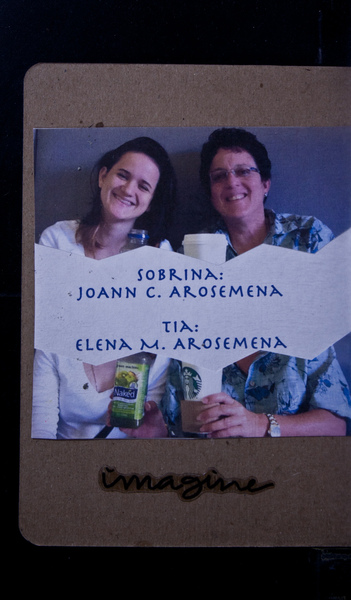 SOBRINA:
JOANN C. AROSEMENA
TIA:
ELENA M. AROSEMENA
Naked
imagine